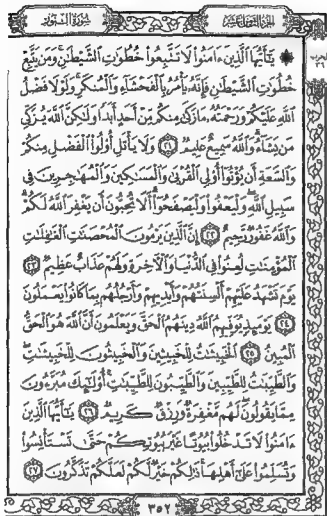 سُورَةُ النُّورِ الجزءُ الثامِنَ عَشَرَ
۞ يَٰٓأَيُّهَا ٱلَّذِينَ ءَامَنُوا۟ لَا تَتَّبِعُوا۟ خُطُوَٰتِ ٱلشَّيْطَٰنِ وَمَن يَتَّبِعْ
خُطُوَٰتِ ٱلشَّيْطَٰنِ فَإِنَّهُۥ يَأْمُرُ بِٱلْفَحْشَآءِ وَٱلْمُنكَرِ وَلَوْلَا فَضْلُ
ٱللَّهِ عَلَيْكُمْ وَرَحْمَتُهُۥ مَا زَكَىٰ مِنكُم مِّنْ أَحَدٍ أَبَدًا وَلَٰكِنَّ ٱللَّهَ يُزَكِّى
مَن يَشَآءُ وَٱللَّهُ سَمِيعٌ عَلِيمٌ ٢١ وَلَا يَأْتَلِ أُو۟لُوا۟ ٱلْفَضْلِ مِنكُمْ
وَٱلسَّعَةِ أَن يُؤْتُوٓا۟ أُو۟لِى ٱلْقُرْبَىٰ وَٱلْمَسَٰكِينَ وَٱلْمُهَٰجِرِينَ فِى
سَبِيلِ ٱللَّهِ وَلْيَعْفُوا۟ وَلْيَصْفَحُوٓا۟ أَلَا تُحِبُّونَ أَن يَغْفِرَ ٱللَّهُ لَكُمْ
وَٱللَّهُ غَفُورٌ رَّحِيمٌ ٢٢ إِنَّ ٱلَّذِينَ يَرْمُونَ ٱلْمُحْصَنَٰتِ ٱلْغَٰفِلَٰتِ
ٱلْمُؤْمِنَٰتِ لُعِنُوا۟ فِى ٱلدُّنْيَا وَٱلْءَاخِرَةِ وَلَهُمْ عَذَابٌ عَظِيمٌ ٢٣
يَوْمَ تَشْهَدُ عَلَيْهِمْ أَلْسِنَتُهُمْ وَأَيْدِيهِمْ وَأَرْجُلُهُم بِمَا كَانُوا۟ يَعْمَلُونَ
٢٤ يَوْمَئِذٍ يُوَفِّيهِمُ ٱللَّهُ دِينَهُمُ ٱلْحَقَّ وَيَعْلَمُونَ أَنَّ ٱللَّهَ هُوَ ٱلْحَقُّ
ٱلْمُبِينُ ٢٥ ٱلْخَبِيثَٰتُ لِلْخَبِيثِينَ وَٱلْخَبِيثُونَ لِلْخَبِيثَٰتِ
وَٱلطَّيِّبَٰتُ لِلطَّيِّبِينَ وَٱلطَّيِّبُونَ لِلطَّيِّبَٰتِ أُو۟لَٰٓئِكَ مُبَرَّءُونَ
مِمَّا يَقُولُونَ لَهُم مَّغْفِرَةٌ وَرِزْقٌ كَرِيمٌ ٢٦ يَٰٓأَيُّهَا ٱلَّذِينَ
ءَامَنُوا۟ لَا تَدْخُلُوا۟ بُيُوتًا غَيْرَ بُيُوتِكُمْ حَتَّىٰ تَسْتَأْنِسُوا۟
وَتُسَلِّمُوا۟ عَلَىٰٓ أَهْلِهَا ذَٰلِكُمْ خَيْرٌ لَّكُمْ لَعَلَّكُمْ تَذَكَّرُونَ ٢٧
٣٥٢